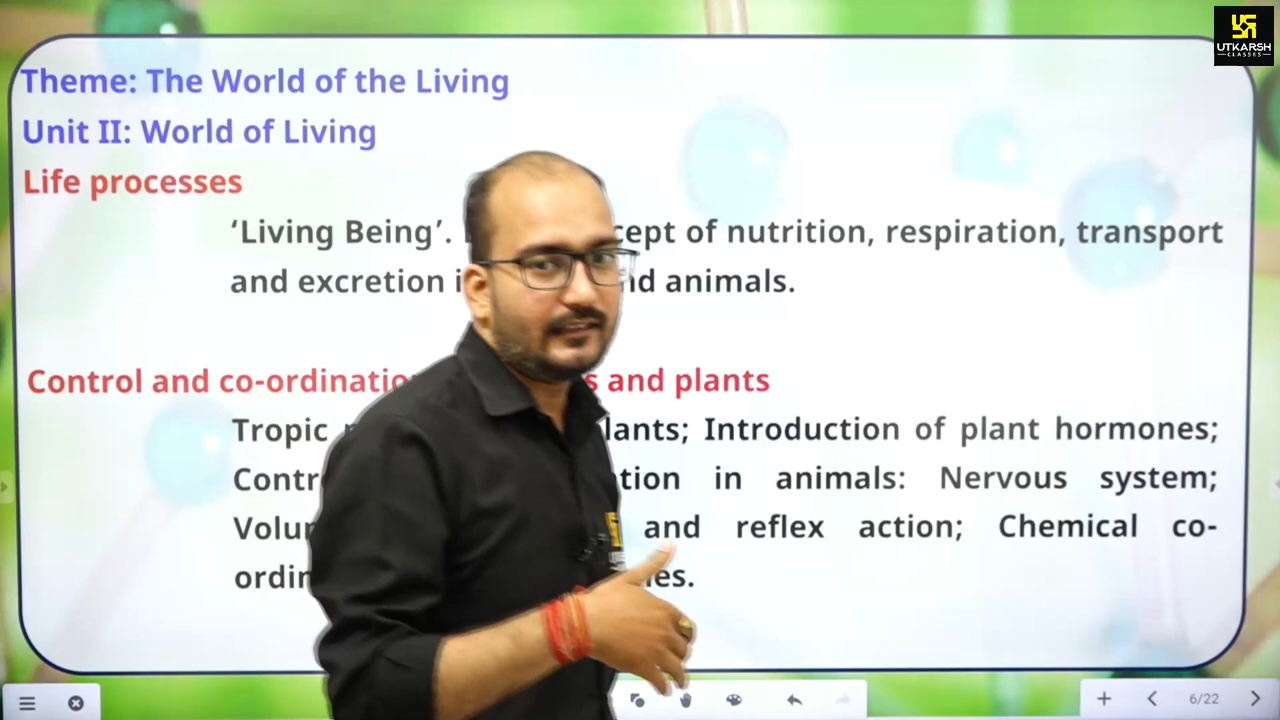 UTKARSH
CLASSES
Theme: The World of the Living
Unit II: World of Living
Life processes
‘Living Being’. cept of nutrition, respiration, transport
and excretion nd animals.
Control and co-ordinatio s and plants
Tropic lants; Introduction of plant hormones;
Contr tion in animals: Nervous system;
Volu and reflex action; Chemical co-
ordin es.
6/22